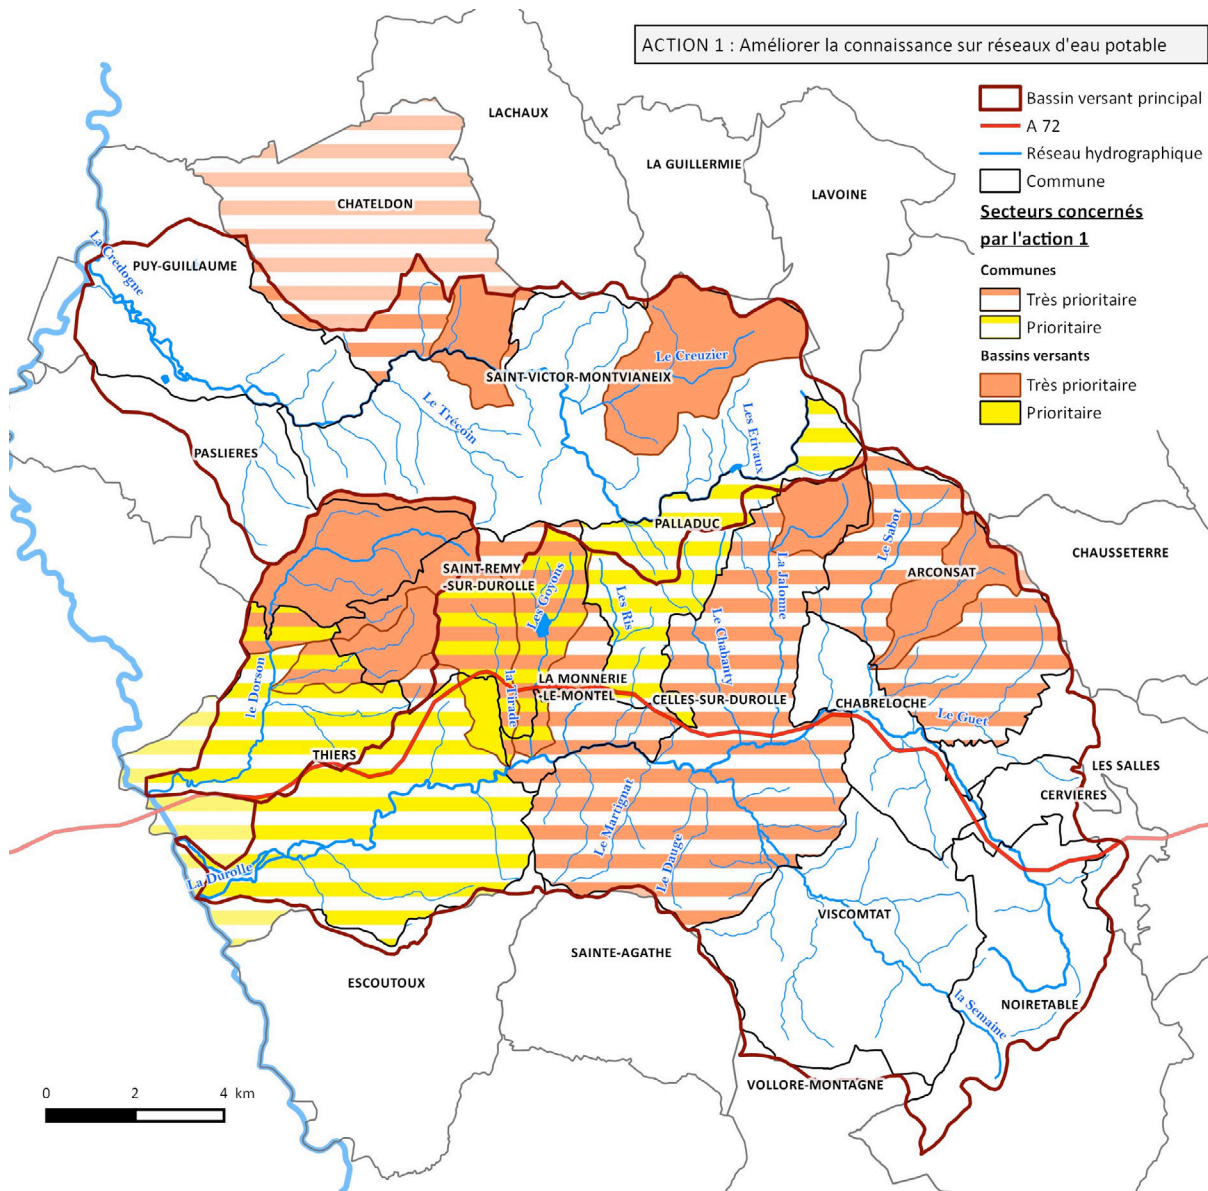 ACTION 1 : Améliorer la connaissance sur réseaux d'eau potable
Bassin versant principal
A 72
Réseau hydrographique
Commune
Secteurs concernés
par l'action 1
Communes
Très prioritaire
Prioritaire
Bassins versants
Très prioritaire
Prioritaire
LACHAUX
LA GUILLERMIE
LAVOINE
CHATELDON
La Credogne
PUY-GUILLAUME
Le Creuzier
SAINT-VICTOR-MONTVIANEIX
Le Trécoin
Les Etivaux
PASLIERES
PALLADUC
Le Sabot
CHAUSSETERRE
SAINT-REMY
-SUR-DUROLLE
Les Goyons
La Jalonne
ARCONSAT
Les Ris
Le Chabanty
le Dorson
la Tirade
LA MONNERIE
-LE-MONTEL
CELLES-SUR-DUROLLE
CHABRELOCHE
Le Guet
THIERS
LES SALLES
CERVIERES
Le Martignat
Le Dauge
La Durolle
VISCOMTAT
SAINTE-AGATHE
ESCOUTOUX
la Semaine
NOIRETABLE
VOLLORE-MONTAGNE
0 2 4 km